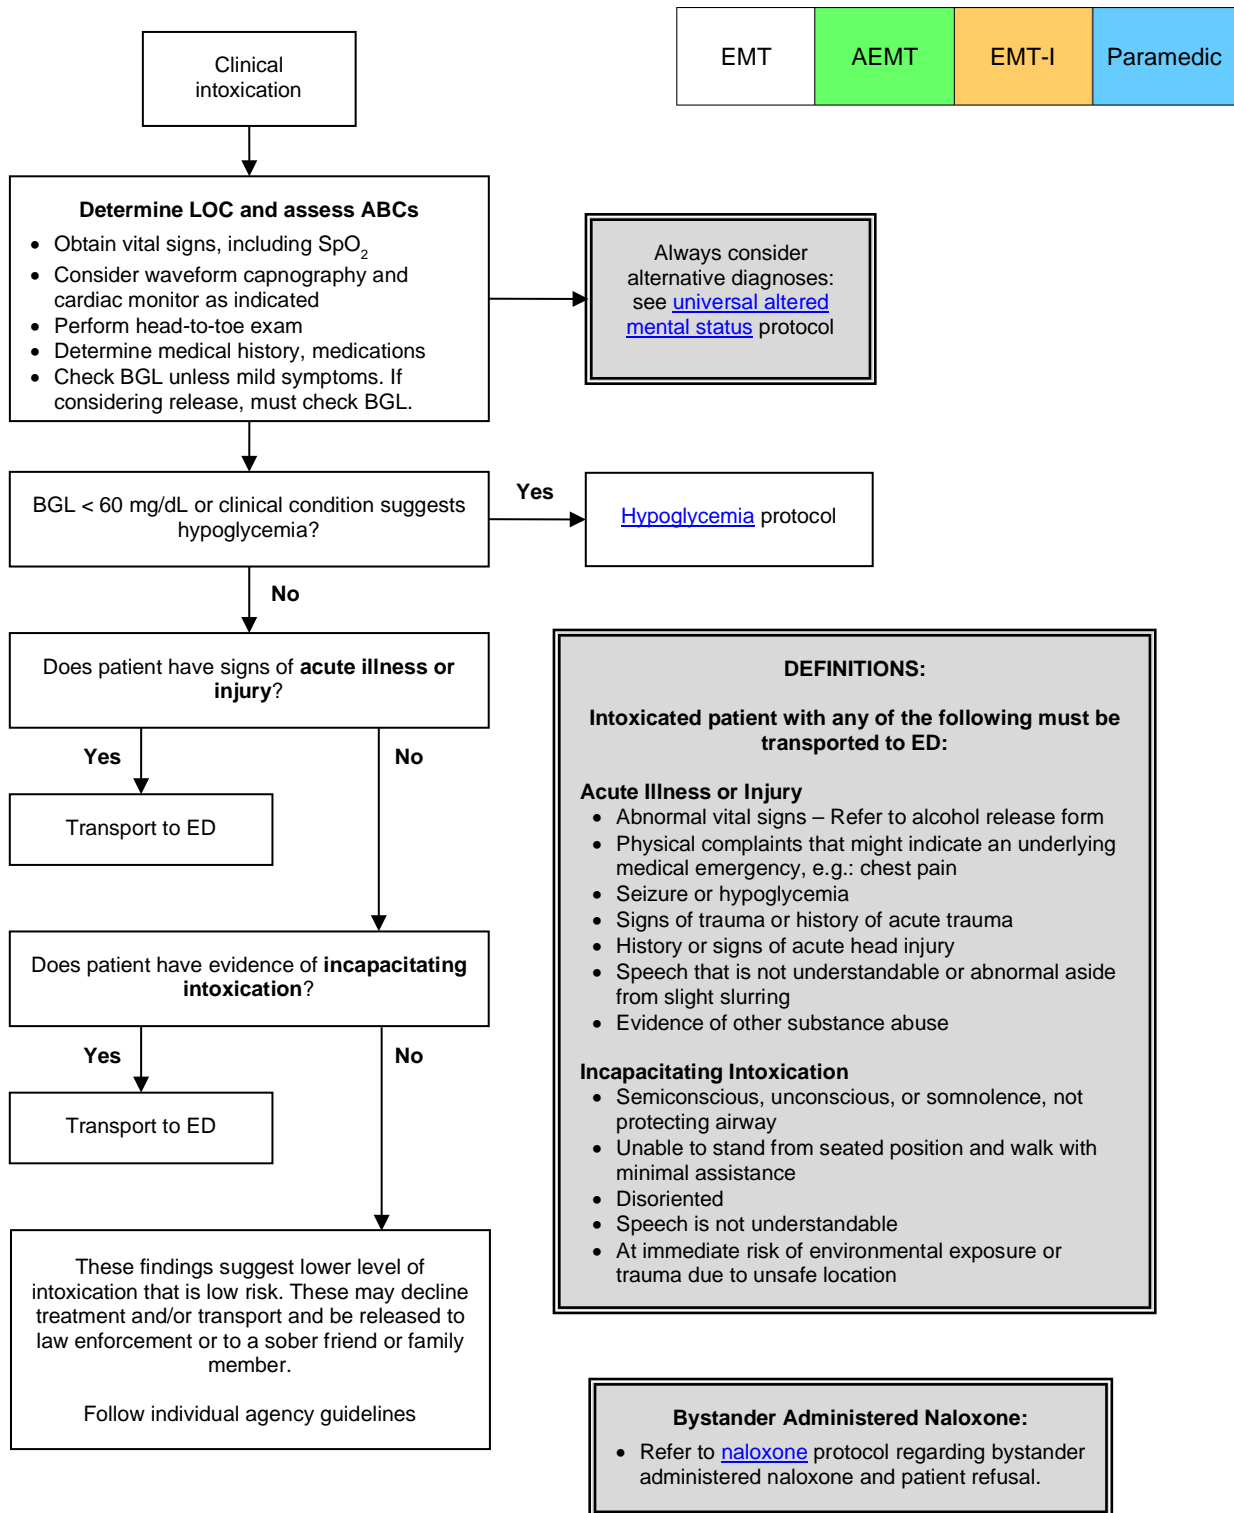 EMT AEMT EMT-I Paramedic
Clinical
intoxication
Determine LOC and assess ABCs
• Obtain vital signs, including SpO₂
• Consider waveform capnography and
cardiac monitor as indicated
• Perform head-to-toe exam
• Determine medical history, medications
• Check BGL unless mild symptoms. If
considering release, must check BGL.
Always consider
alternative diagnoses:
see universal altered
mental status protocol
BGL < 60 mg/dL or clinical condition suggests
hypoglycemia?
Yes
Hypoglycemia protocol
No
Does patient have signs of acute illness or
injury?
Yes
No
Transport to ED
Does patient have evidence of incapacitating
intoxication?
Yes
No
Transport to ED
These findings suggest lower level of
intoxication that is low risk. These may decline
treatment and/or transport and be released to
law enforcement or to a sober friend or family
member.
Follow individual agency guidelines
DEFINITIONS:
Intoxicated patient with any of the following must be
transported to ED:
Acute Illness or Injury
• Abnormal vital signs – Refer to alcohol release form
• Physical complaints that might indicate an underlying
medical emergency, e.g.: chest pain
• Seizure or hypoglycemia
• Signs of trauma or history of acute trauma
• History or signs of acute head injury
• Speech that is not understandable or abnormal aside
from slight slurring
• Evidence of other substance abuse
Incapacitating Intoxication
• Semiconscious, unconscious, or somnolence, not
protecting airway
• Unable to stand from seated position and walk with
minimal assistance
• Disoriented
• Speech is not understandable
• At immediate risk of environmental exposure or
trauma due to unsafe location
Bystander Administered Naloxone:
• Refer to naloxone protocol regarding bystander
administered naloxone and patient refusal.